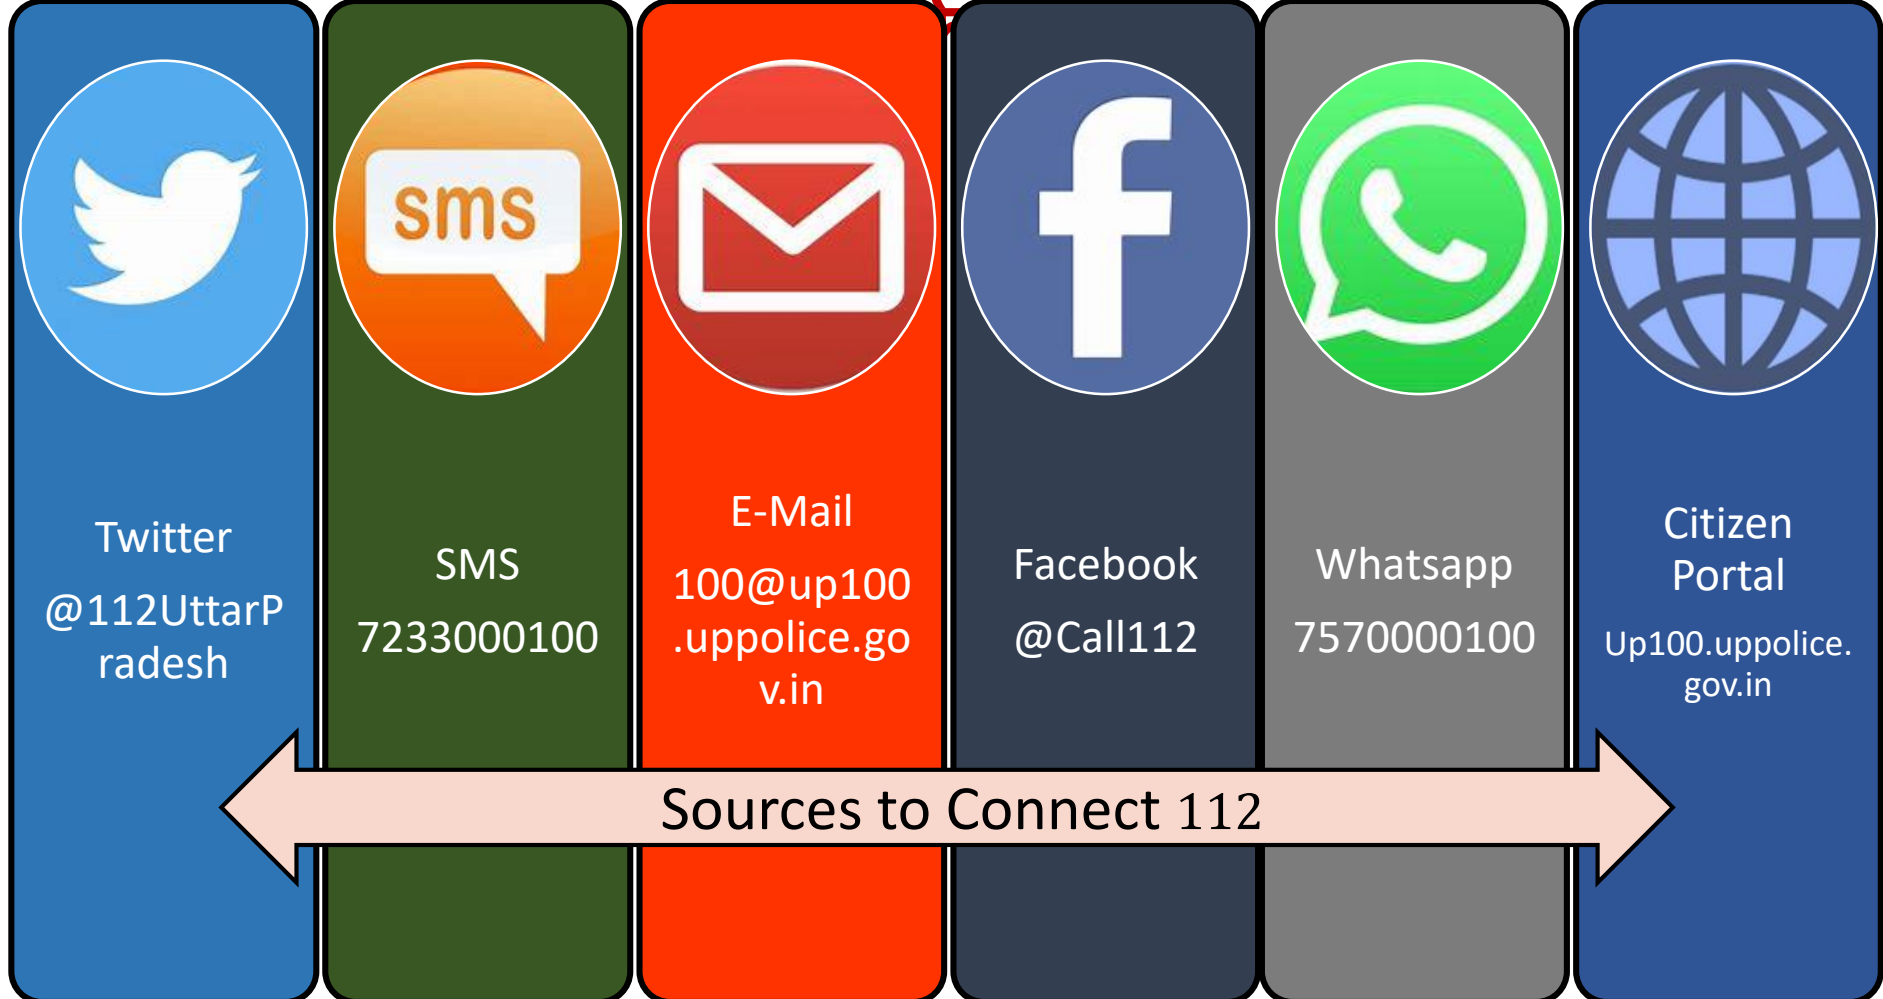 sms
Twitter
@112UttarP
radesh
SMS
7233000100
E-Mail
100@up100
.uppolice.go
v.in
Facebook
@Call112
Whatsapp
7570000100
Citizen
Portal
Up100.uppolice.
gov.in
Sources to Connect 112